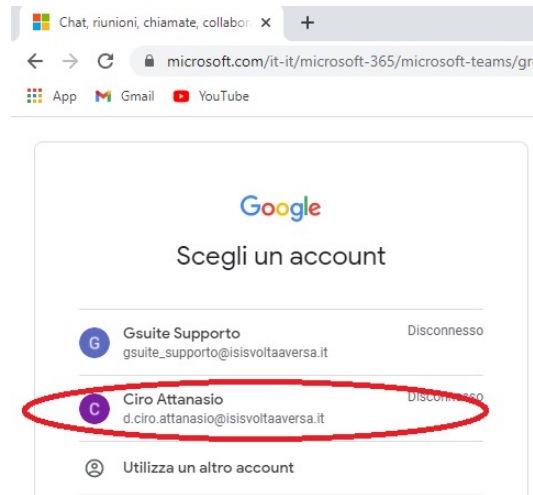 Chat, riunioni, chiamate, collabor
microsoft.com/it-it/microsoft-365/microsoft-teams/gr
App Gmail YouTube
Google
Scegli un account
G Gsuite Supporto Disconnesso
gsuite_supporto@isisvoltaaversa.it
C Ciro Attanasio Disconnesso
d.ciro.attanasio@isisvoltaaversa.it
Utilizza un altro account